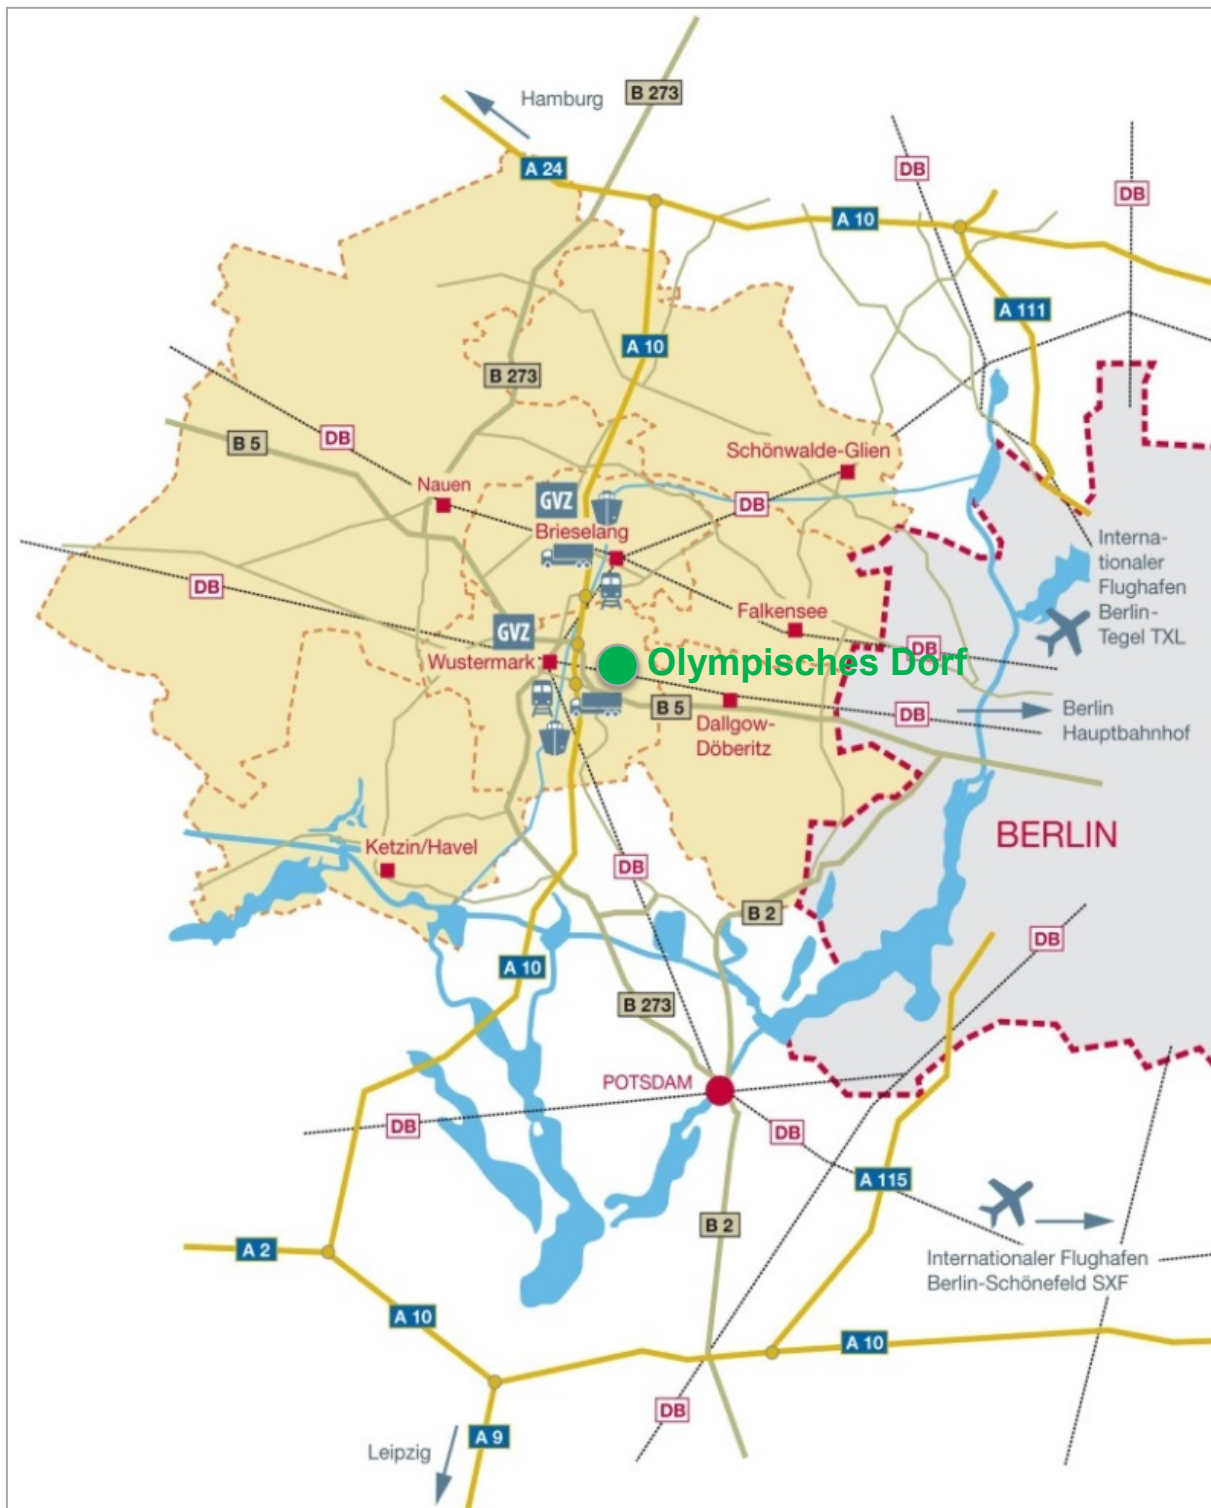 Hamburg
B 273
A 24
DB
DB
A 10
A 111
A 10
B 273
DB
B 5
Schönwalde-Glien
Nauen
GVZ
DB
Brieselang
Interna-
tionaler
Flughafen
Berlin-
Tegel TXL
DB
Falkensee
GVZ
DB
Wustermark
Olympisches Dorf
B 5
DB
Berlin
Hauptbahnhof
Dallgow-
Döberitz
BERLIN
Ketzin/Havel
DB
B 2
DB
A 10
B 273
POTSDAM
DB
DB
A 115
B 2
A 2
Internationaler Flughafen
Berlin-Schönefeld SXF
A 10
A 10
DB
A 9
Leipzig